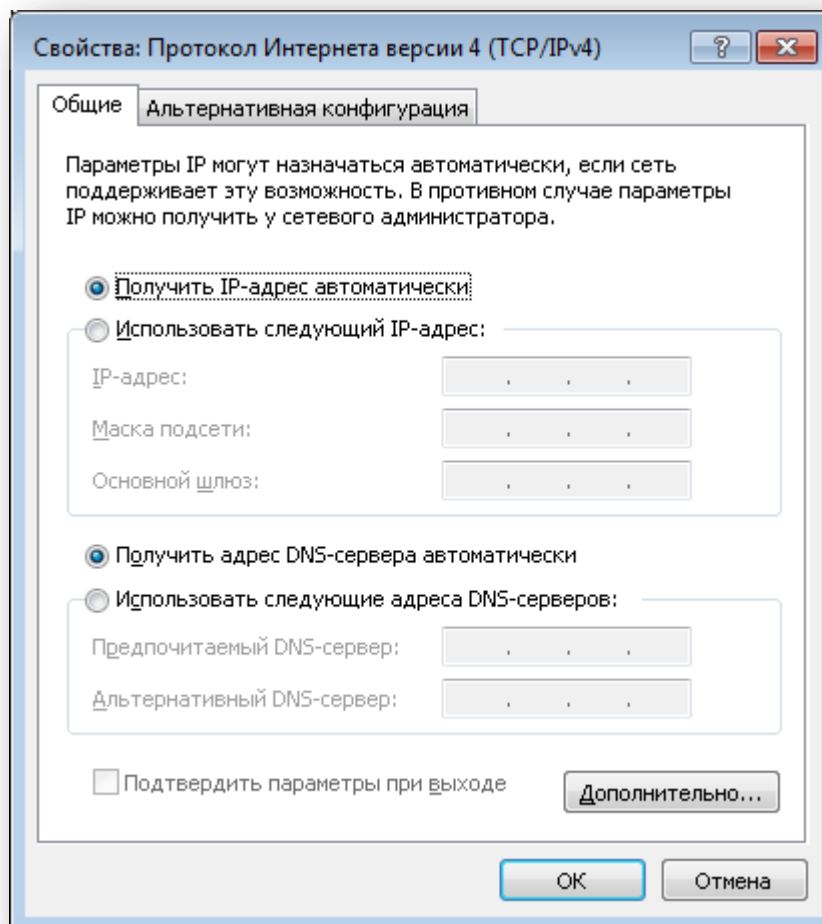 Свойства: Протокол Интернета версии 4 (TCP/IPv4)
Общие
Альтернативная конфигурация
Параметры IP могут назначаться автоматически, если сеть
поддерживает эту возможность. В противном случае параметры
IP можно получить у сетевого администратора.
Получить IP-адрес автоматически
Использовать следующий IP-адрес:
IP-адрес:
Маска подсети:
Основной шлюз:
Получить адрес DNS-сервера автоматически
Использовать следующие адреса DNS-серверов:
Предпочитаемый DNS-сервер:
Альтернативный DNS-сервер:
Подтвердить параметры при выходе
Дополнительно...
ОК
Отмена